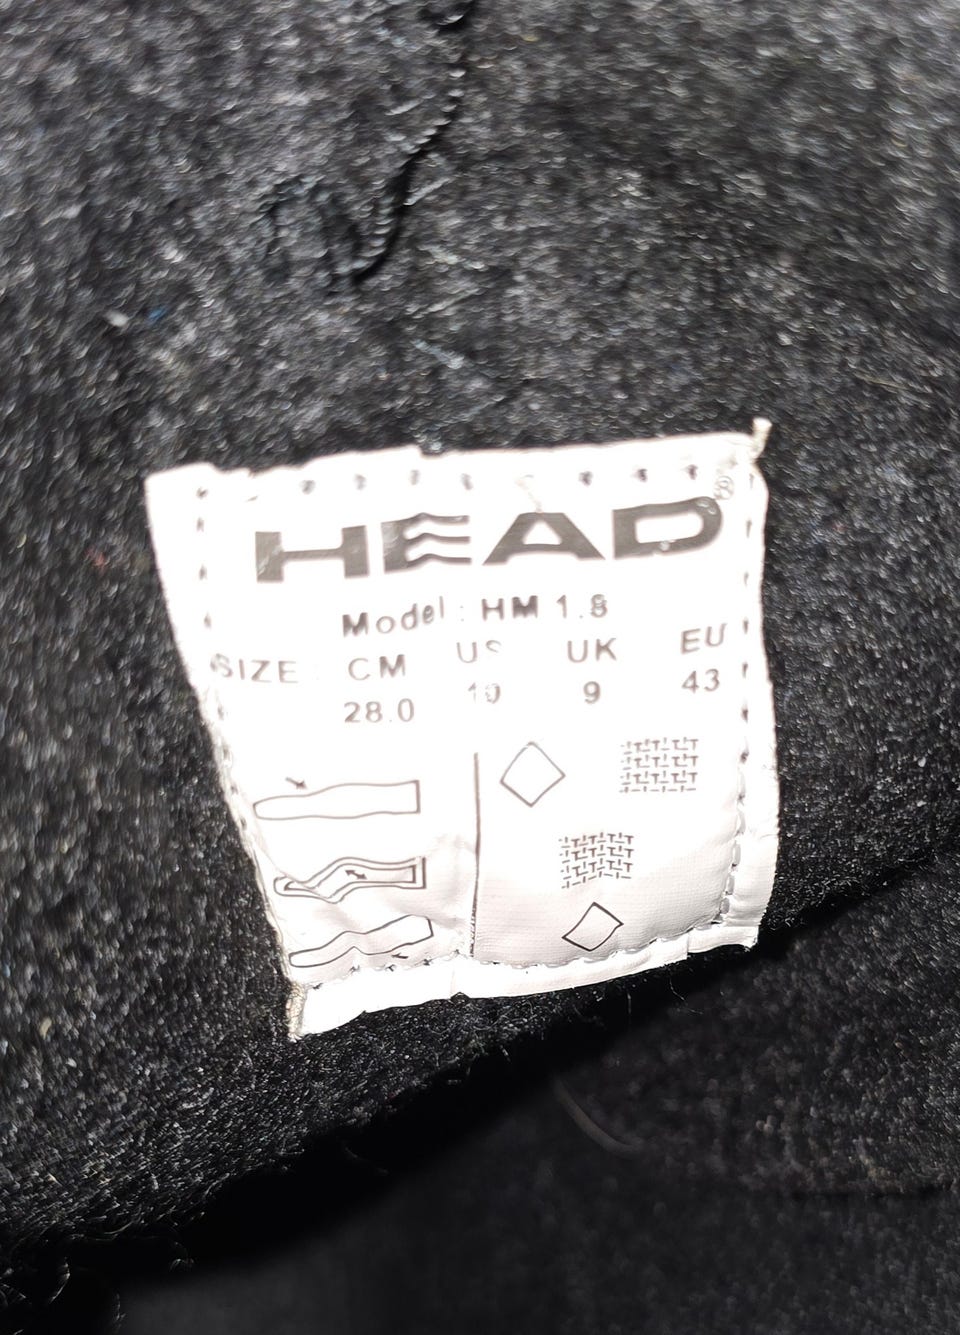 HEAD®
Model: HM 1.8
SIZE: CM US UK EU
28.0 10 9 43